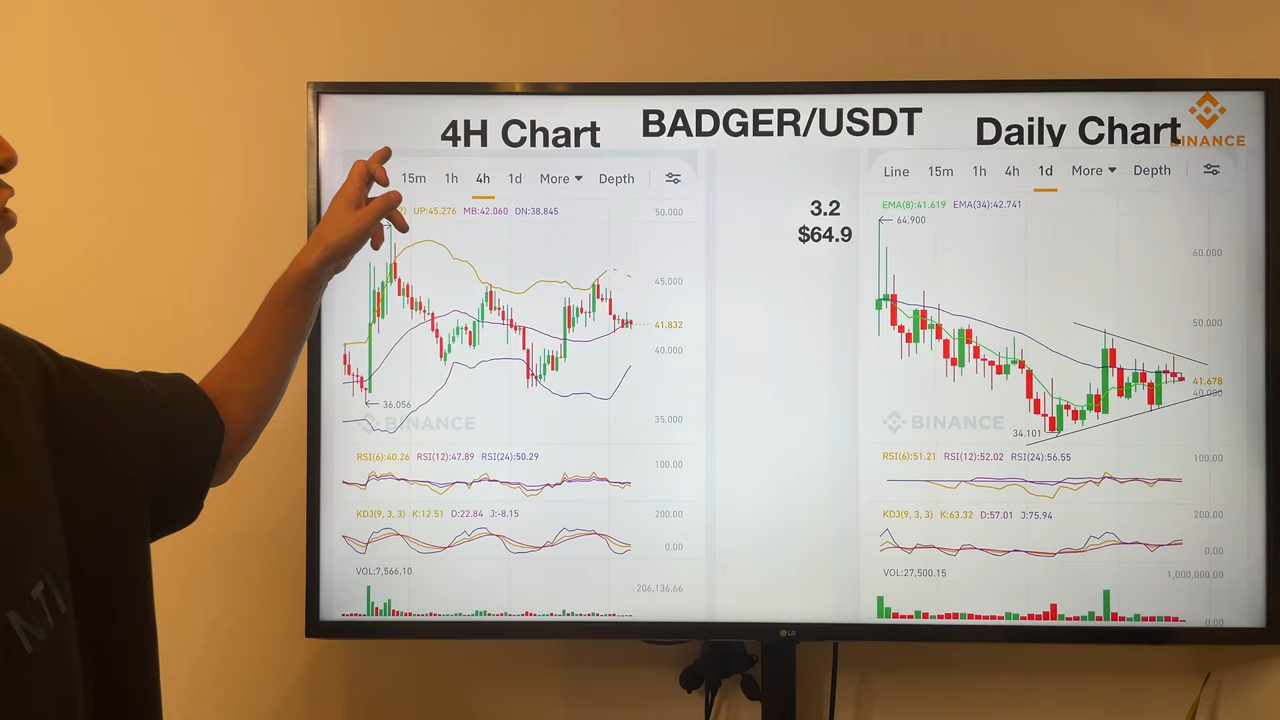 4H Chart
BADGER/USDT
Daily Chart
BINANCE
15m 1h 4h 1d More Depth
UP:45.276 MB:42.060 DN:38.845
50.000
45.000
41.832
40.000
36.056
35.000
BINANCE
RSI(6):40.26 RSI(12):47.89 RSI(24):50.29
100.00
KDJ(9, 3, 3) K:12.51 D:22.84 J:-8.15
200.00
0.00
VOL:7,566.10
206,136.66
3.2
$64.9
Line 15m 1h 4h 1d More Depth
EMA(8):41.619 EMA(34):42.741
64.900
60.000
50.000
41.678
40.000
34.101
BINANCE
RSI(6):51.21 RSI(12):52.02 RSI(24):56.55
100.00
KDJ(9, 3, 3) K:63.32 D:57.01 J:75.94
200.00
0.00
VOL:27,500.15
1,000,000.00
0.00
LG